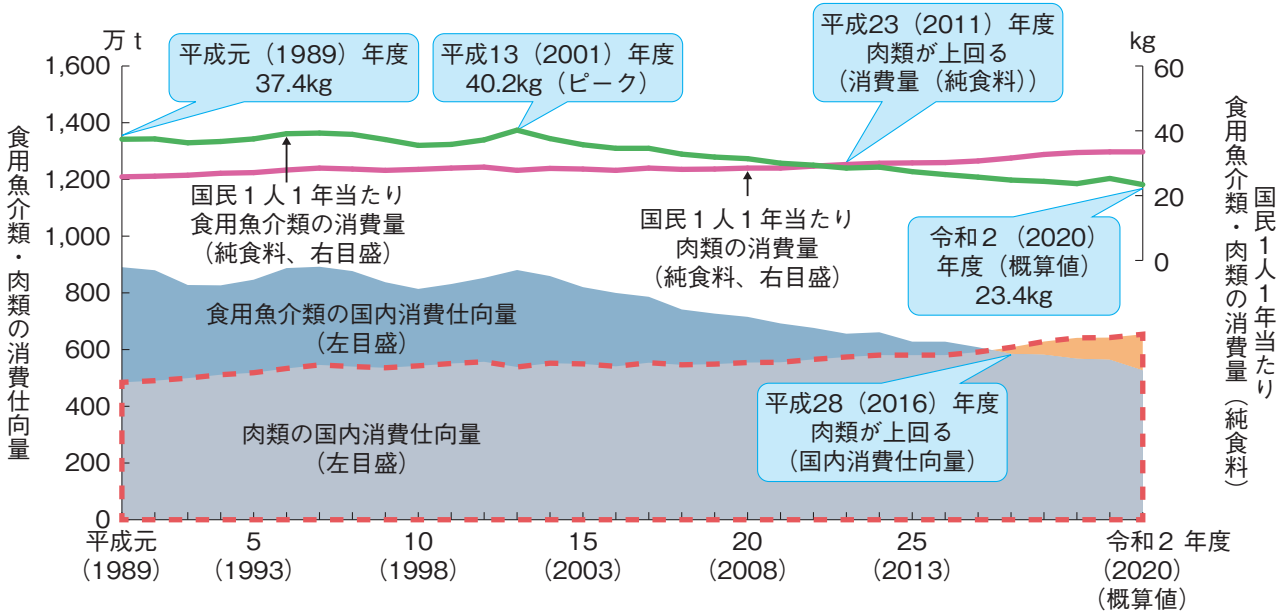 万t
1,600
1,400
1,200
1,000
800
600
400
200
0
食用魚介類・肉類の消費仕向量
平成元（1989）年度
37.4kg
平成13（2001）年度
40.2kg（ピーク）
平成23（2011）年度
肉類が上回る
（消費量（純食料））
kg
60
40
20
0
国民1人1年当たり
食用魚介類・肉類の消費量（純食料）
国民1人1年当たり
食用魚介類の消費量
（純食料、右目盛）
国民1人1年当たり
肉類の消費量
（純食料、右目盛）
令和2（2020）
年度（概算値）
23.4kg
食用魚介類の国内消費仕向量
（左目盛）
平成28（2016）年度
肉類が上回る
（国内消費仕向量）
肉類の国内消費仕向量
（左目盛）
平成元
（1989）
5
（1993）
10
（1998）
15
（2003）
20
（2008）
25
（2013）
令和2 年度
（2020）
（概算値）